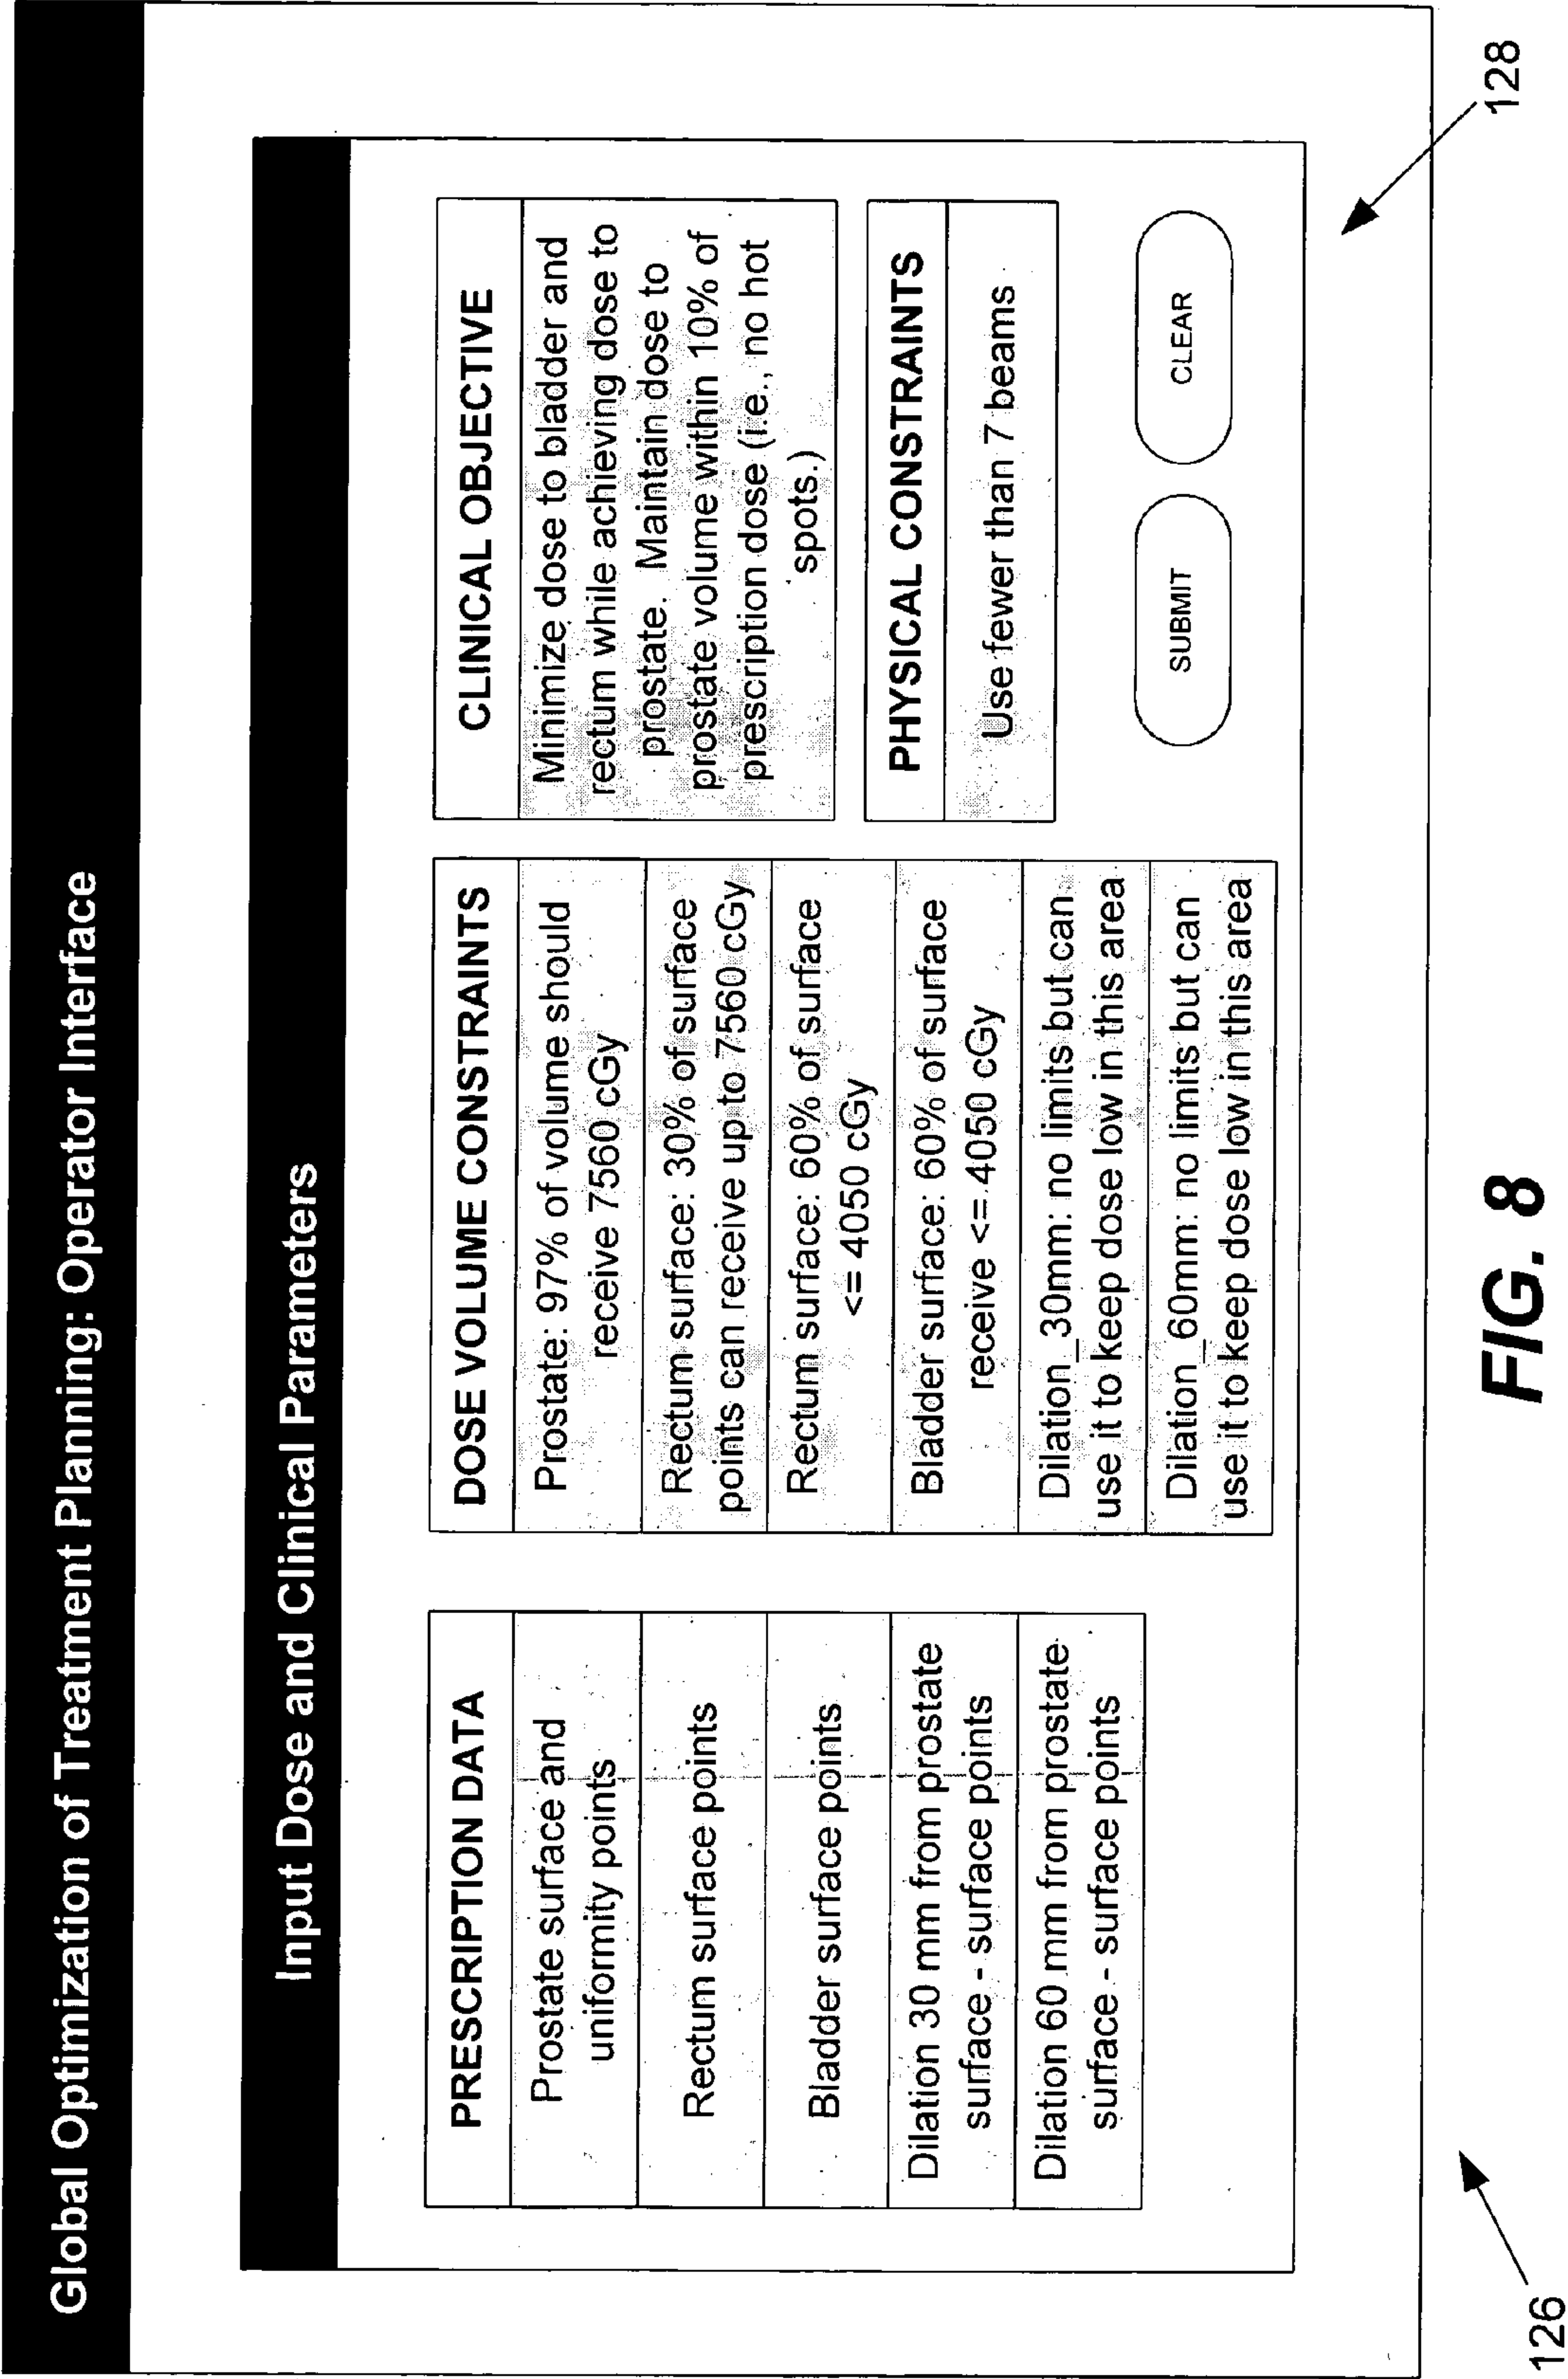 Global Optimization of Treatment Planning: Operator Interface
Input Dose and Clinical Parameters
PRESCRIPTION DATA
Prostate surface and
uniformity points
Rectum surface points
Bladder surface points
Dilation 30 mm from prostate
surface - surface points
Dilation 60 mm from prostate
surface - surface points
DOSE VOLUME CONSTRAINTS
Prostate: 97% of volume should
receive 7560 cGy
Rectum surface: 30% of surface
points can receive up to 7560 cGy
Rectum surface: 60% of surface
<= 4050 cGy
Bladder surface: 60% of surface
receive <= 4050 cGy
Dilation_30mm: no limits but can
use it to keep dose low in this area
Dilation_60mm: no limits but can
use it to keep dose low in this area
CLINICAL OBJECTIVE
Minimize dose to bladder and
rectum while achieving dose to
prostate. Maintain dose to
prostate volume within 10% of
prescription dose (i.e., no hot
spots.)
PHYSICAL CONSTRAINTS
Use fewer than 7 beams
SUBMIT
CLEAR
126
128
FIG. 8